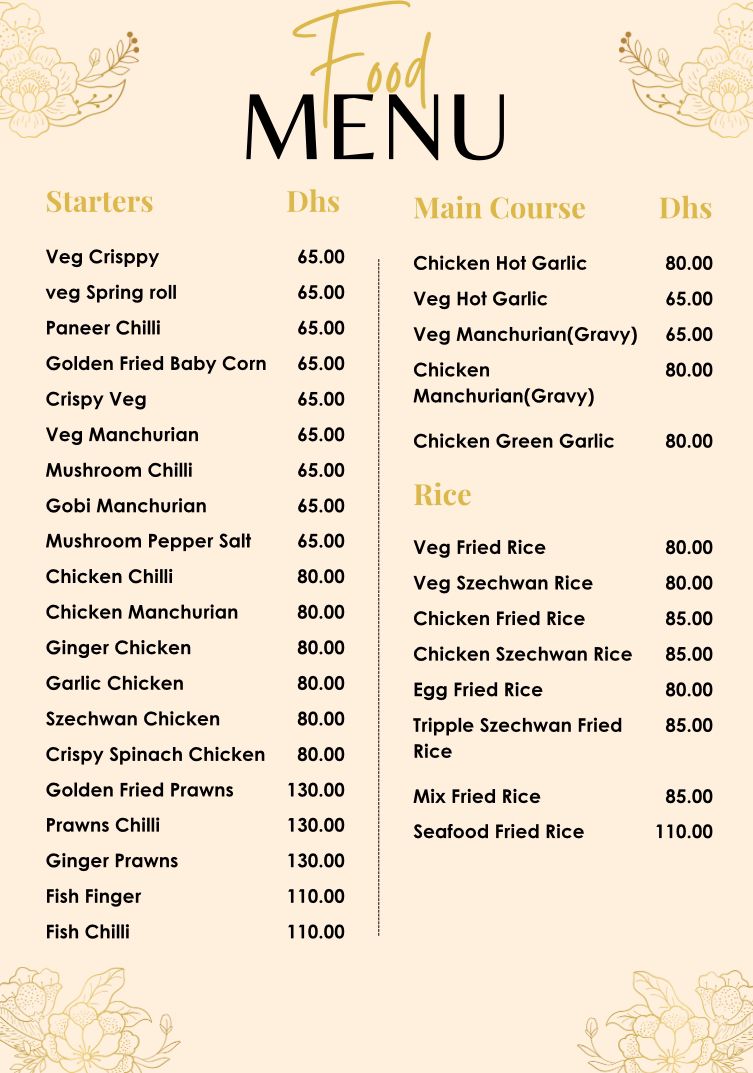 Food
MENU
Starters Dhs
Veg Crisppy 65.00
veg Spring roll 65.00
Paneer Chilli 65.00
Golden Fried Baby Corn 65.00
Crispy Veg 65.00
Veg Manchurian 65.00
Mushroom Chilli 65.00
Gobi Manchurian 65.00
Mushroom Pepper Salt 65.00
Chicken Chilli 80.00
Chicken Manchurian 80.00
Ginger Chicken 80.00
Garlic Chicken 80.00
Szechwan Chicken 80.00
Crispy Spinach Chicken 80.00
Golden Fried Prawns 130.00
Prawns Chilli 130.00
Ginger Prawns 130.00
Fish Finger 110.00
Fish Chilli 110.00
Main Course Dhs
Chicken Hot Garlic 80.00
Veg Hot Garlic 65.00
Veg Manchurian(Gravy) 65.00
Chicken 80.00
Manchurian(Gravy)
Chicken Green Garlic 80.00
Rice
Veg Fried Rice 80.00
Veg Szechwan Rice 80.00
Chicken Fried Rice 85.00
Chicken Szechwan Rice 85.00
Egg Fried Rice 80.00
Tripple Szechwan Fried 85.00
Rice
Mix Fried Rice 85.00
Seafood Fried Rice 110.00